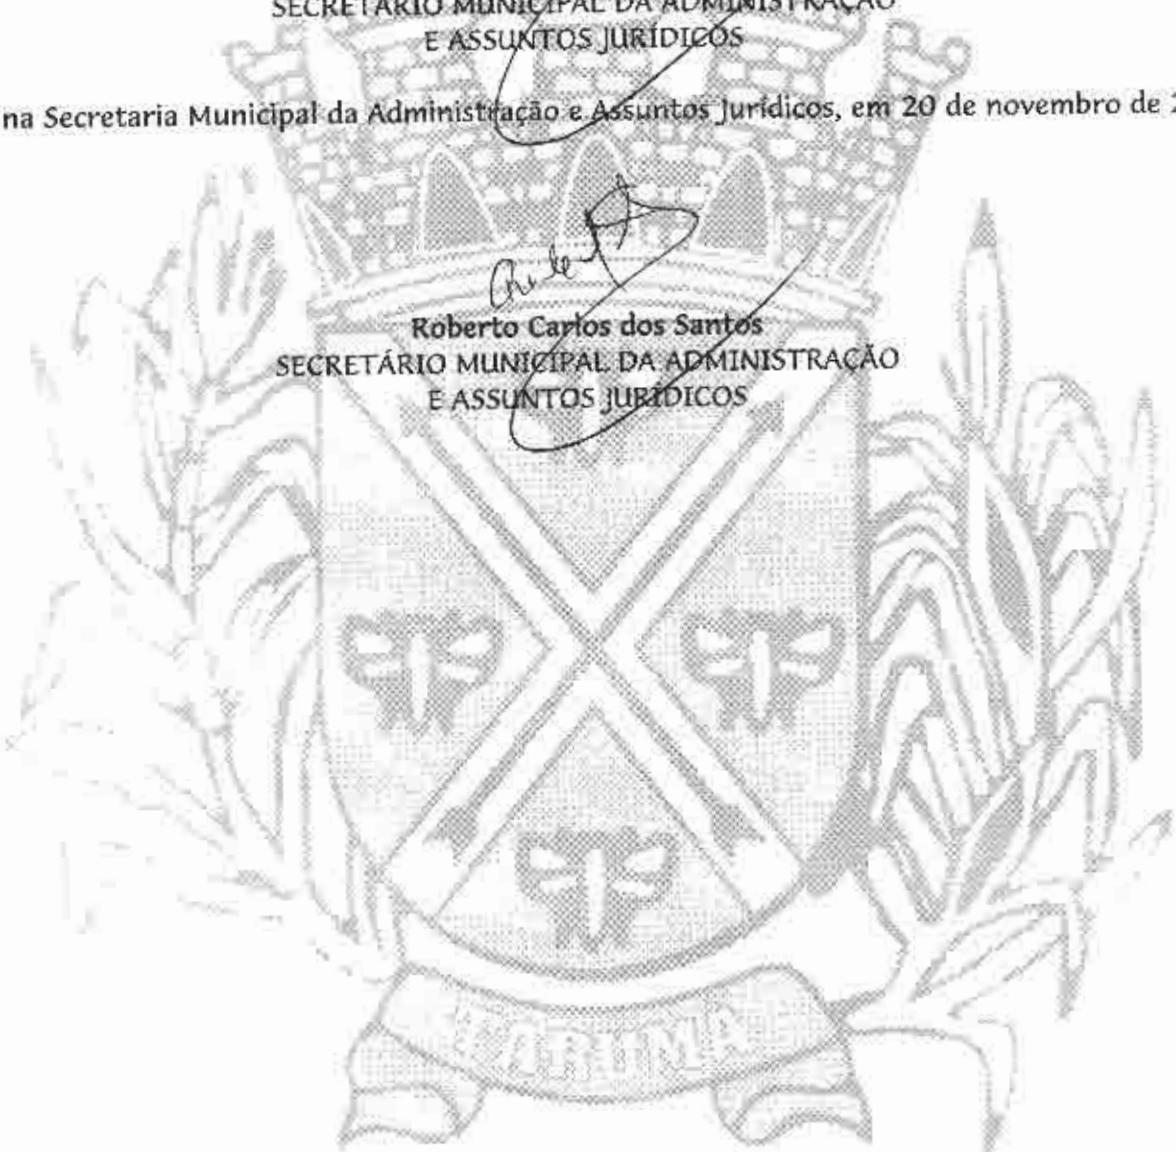 SECRETÁRIO MUNICIPAL DA ADMINISTRAÇÃO
E ASSUNTOS JURÍDICOS
na Secretaria Municipal da Administração e Assuntos Jurídicos, em 20 de novembro de
Roberto Carlos dos Santos
SECRETÁRIO MUNICIPAL DA ADMINISTRAÇÃO
E ASSUNTOS JURÍDICOS
TARUMÃ